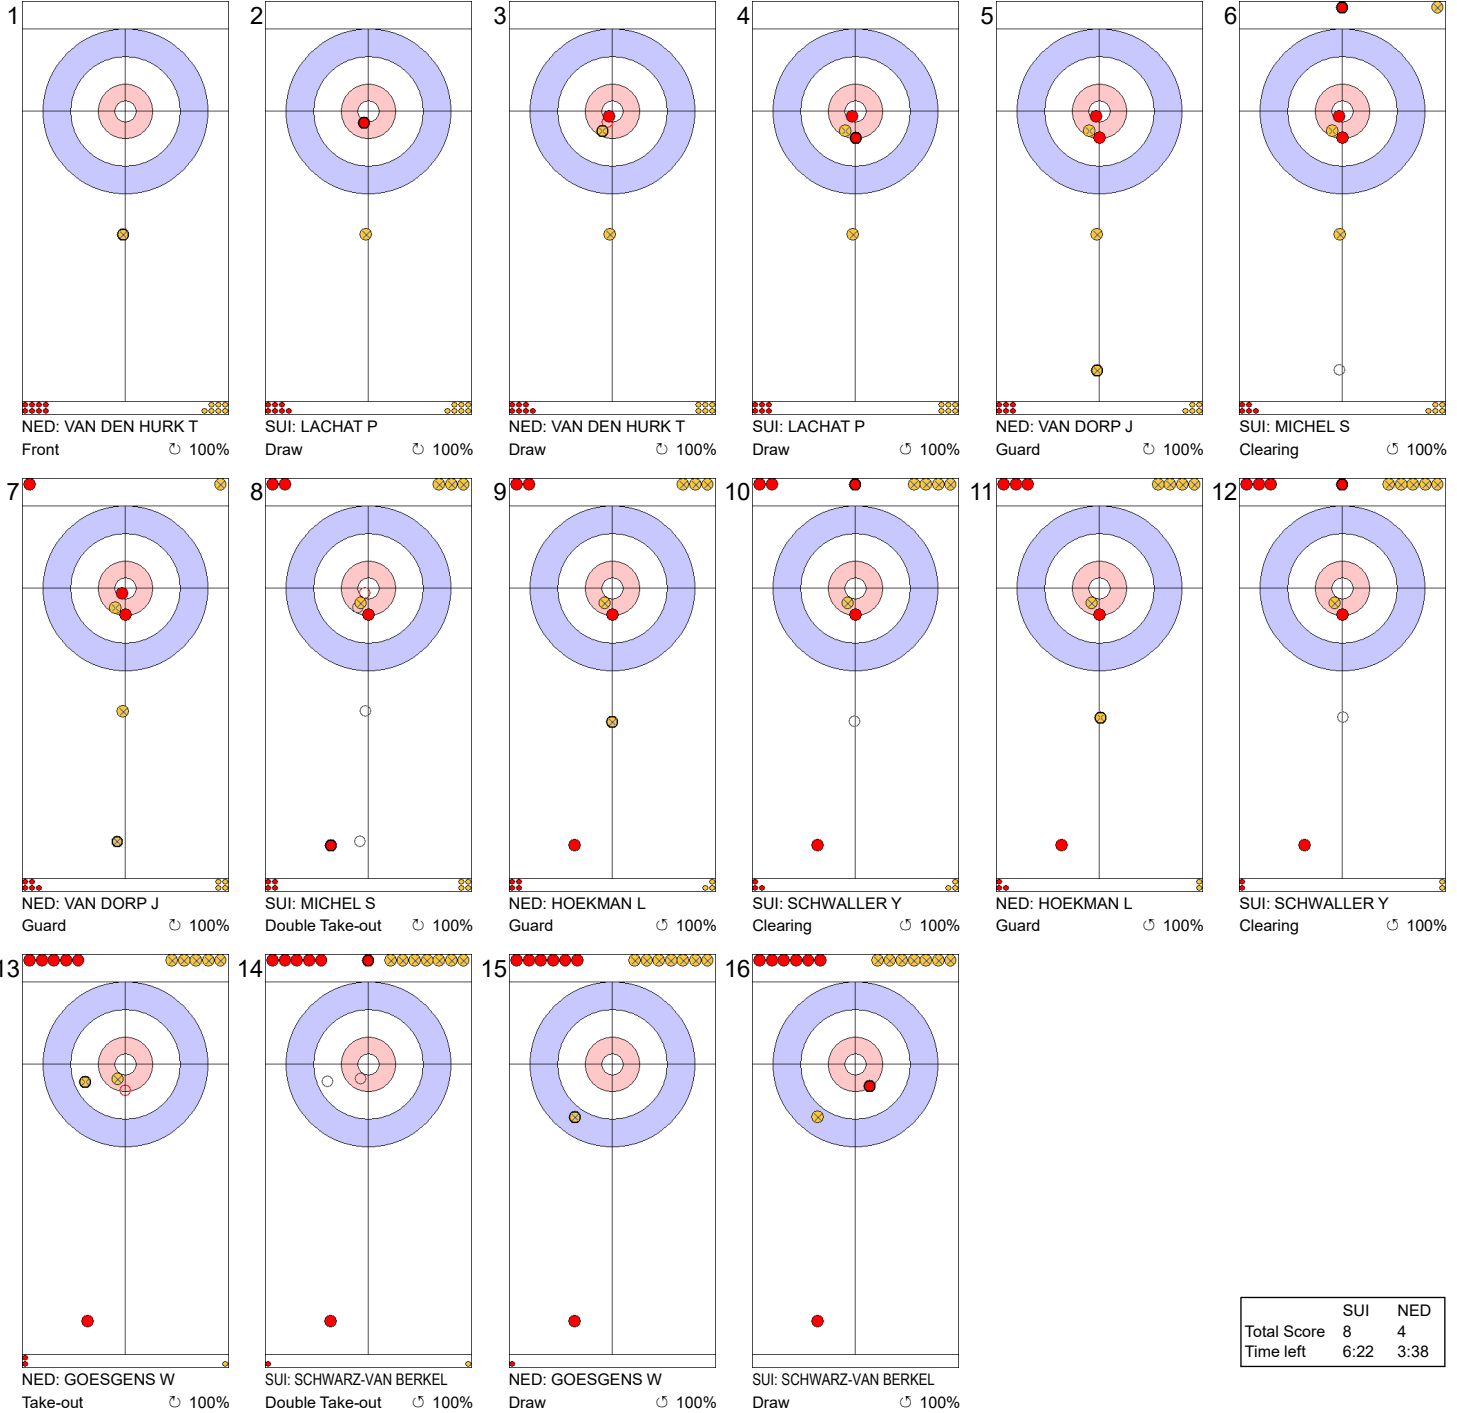 1 2 3 4 5 6
NED: VAN DEN HURK T SUI: LACHAT P NED: VAN DEN HURK T SUI: LACHAT P NED: VAN DORP J SUI: MICHEL S
Front ↻ 100% Draw ↻ 100% Draw ↻ 100% Draw ↺ 100% Guard ↻ 100% Clearing ↺ 100%
7 8 9 10 11 12
NED: VAN DORP J SUI: MICHEL S NED: HOEKMAN L SUI: SCHWALLER Y NED: HOEKMAN L SUI: SCHWALLER Y
Guard ↻ 100% Double Take-out ↻ 100% Guard ↺ 100% Clearing ↺ 100% Guard ↺ 100% Clearing ↺ 100%
13 14 15 16
NED: GOESGENS W SUI: SCHWARZ-VAN BERKEL NED: GOESGENS W SUI: SCHWARZ-VAN BERKEL
Take-out ↻ 100% Double Take-out ↺ 100% Draw ↺ 100% Draw ↺ 100%
SUI NED
Total Score 8 4
Time left 6:22 3:38